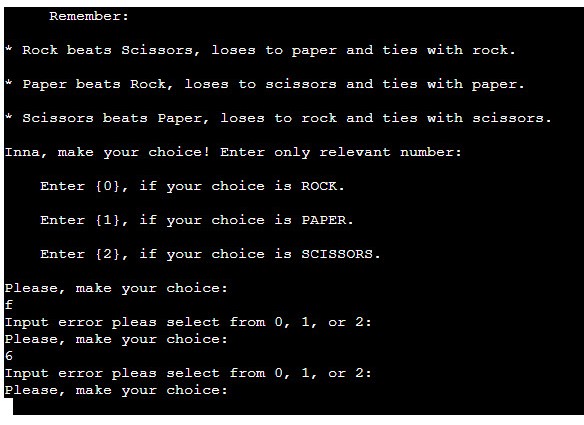 Remember:
* Rock beats Scissors, loses to paper and ties with rock.
* Paper beats Rock, loses to scissors and ties with paper.
* Scissors beats Paper, loses to rock and ties with scissors.
Inna, make your choice! Enter only relevant number:
Enter {0}, if your choice is ROCK.
Enter {1}, if your choice is PAPER.
Enter {2}, if your choice is SCISSORS.
Please, make your choice:
f
Input error pleas select from 0, 1, or 2:
Please, make your choice:
6
Input error pleas select from 0, 1, or 2:
Please, make your choice: